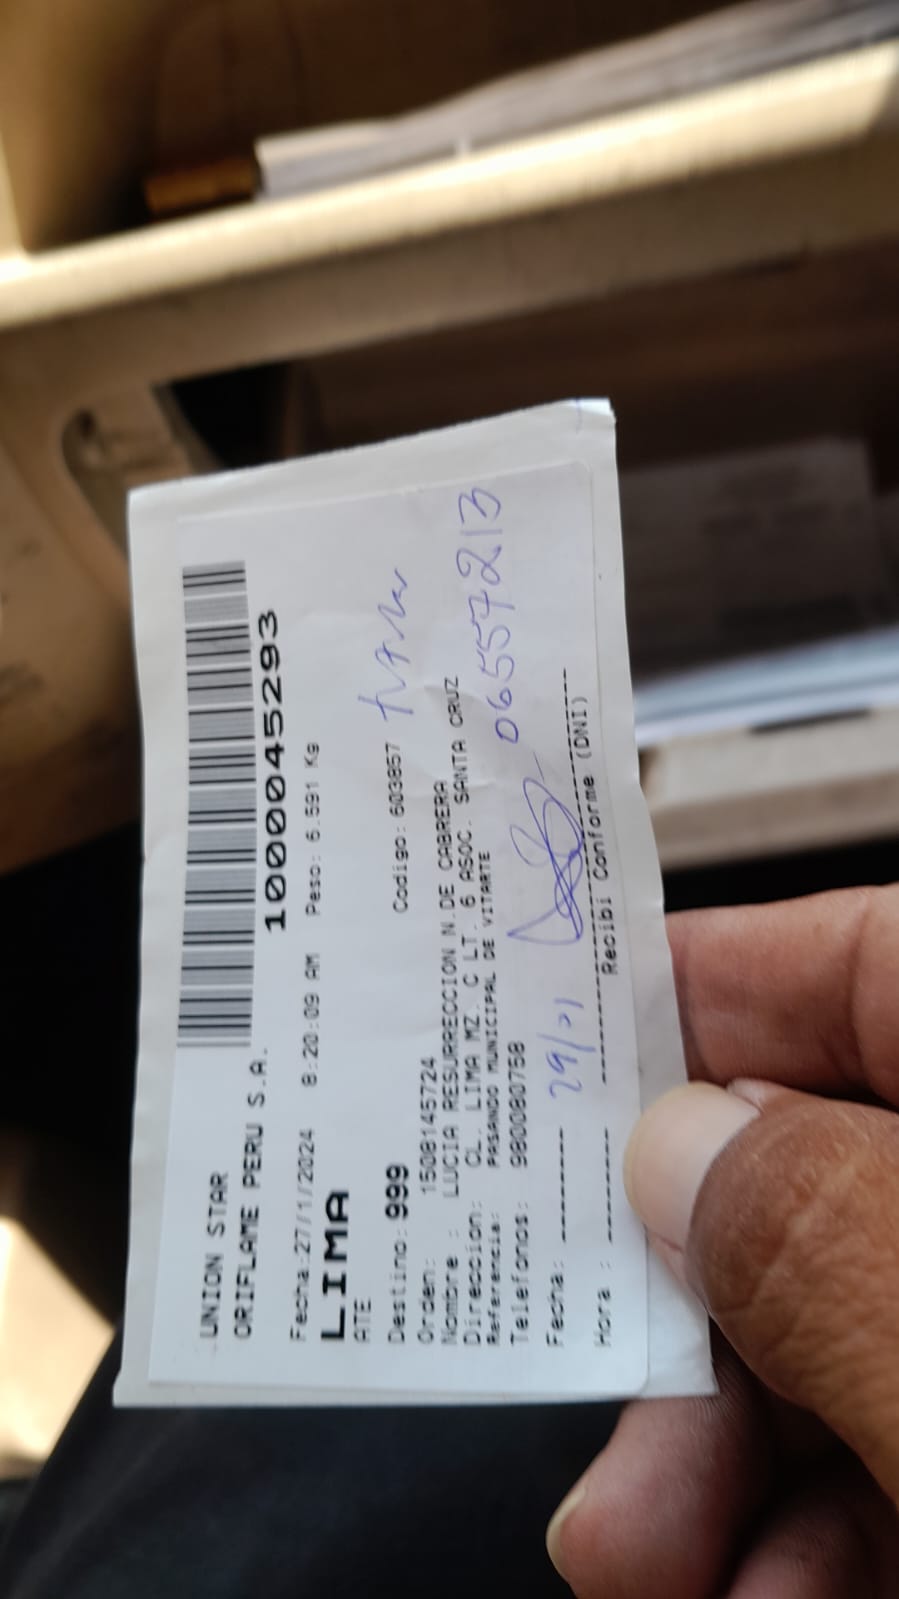 UNION STAR
ORIFLAME PERU S.A.
1000045293
Fecha:27/1/2024 8:20:09 AM Peso: 6.591 Kg
LIMA
ATE
Destino: 999 Codigo: 603857
Orden: 1508145724
Nombre : LUCIA RESURRECCION N.DE CABRERA
Direccion: CL. LIMA MZ. C LT. 6 ASOC. SANTA CRUZ
Referencia: PASANDO MUNICIPAL DE VITARTE
Telefonos: 980080758
06557213
Fecha: 29/01
Hora :
Recibi Conforme (DNI)